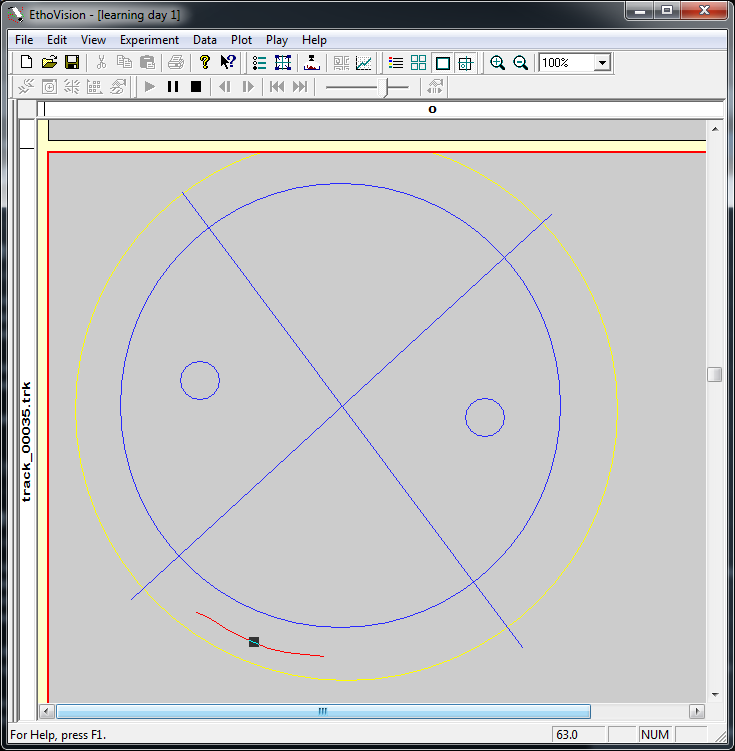 EthoVision - [learning day 1]
File Edit View Experiment Data Plot Play Help
100%
o
track_00035.trk
For Help, press F1.
63.0
NUM